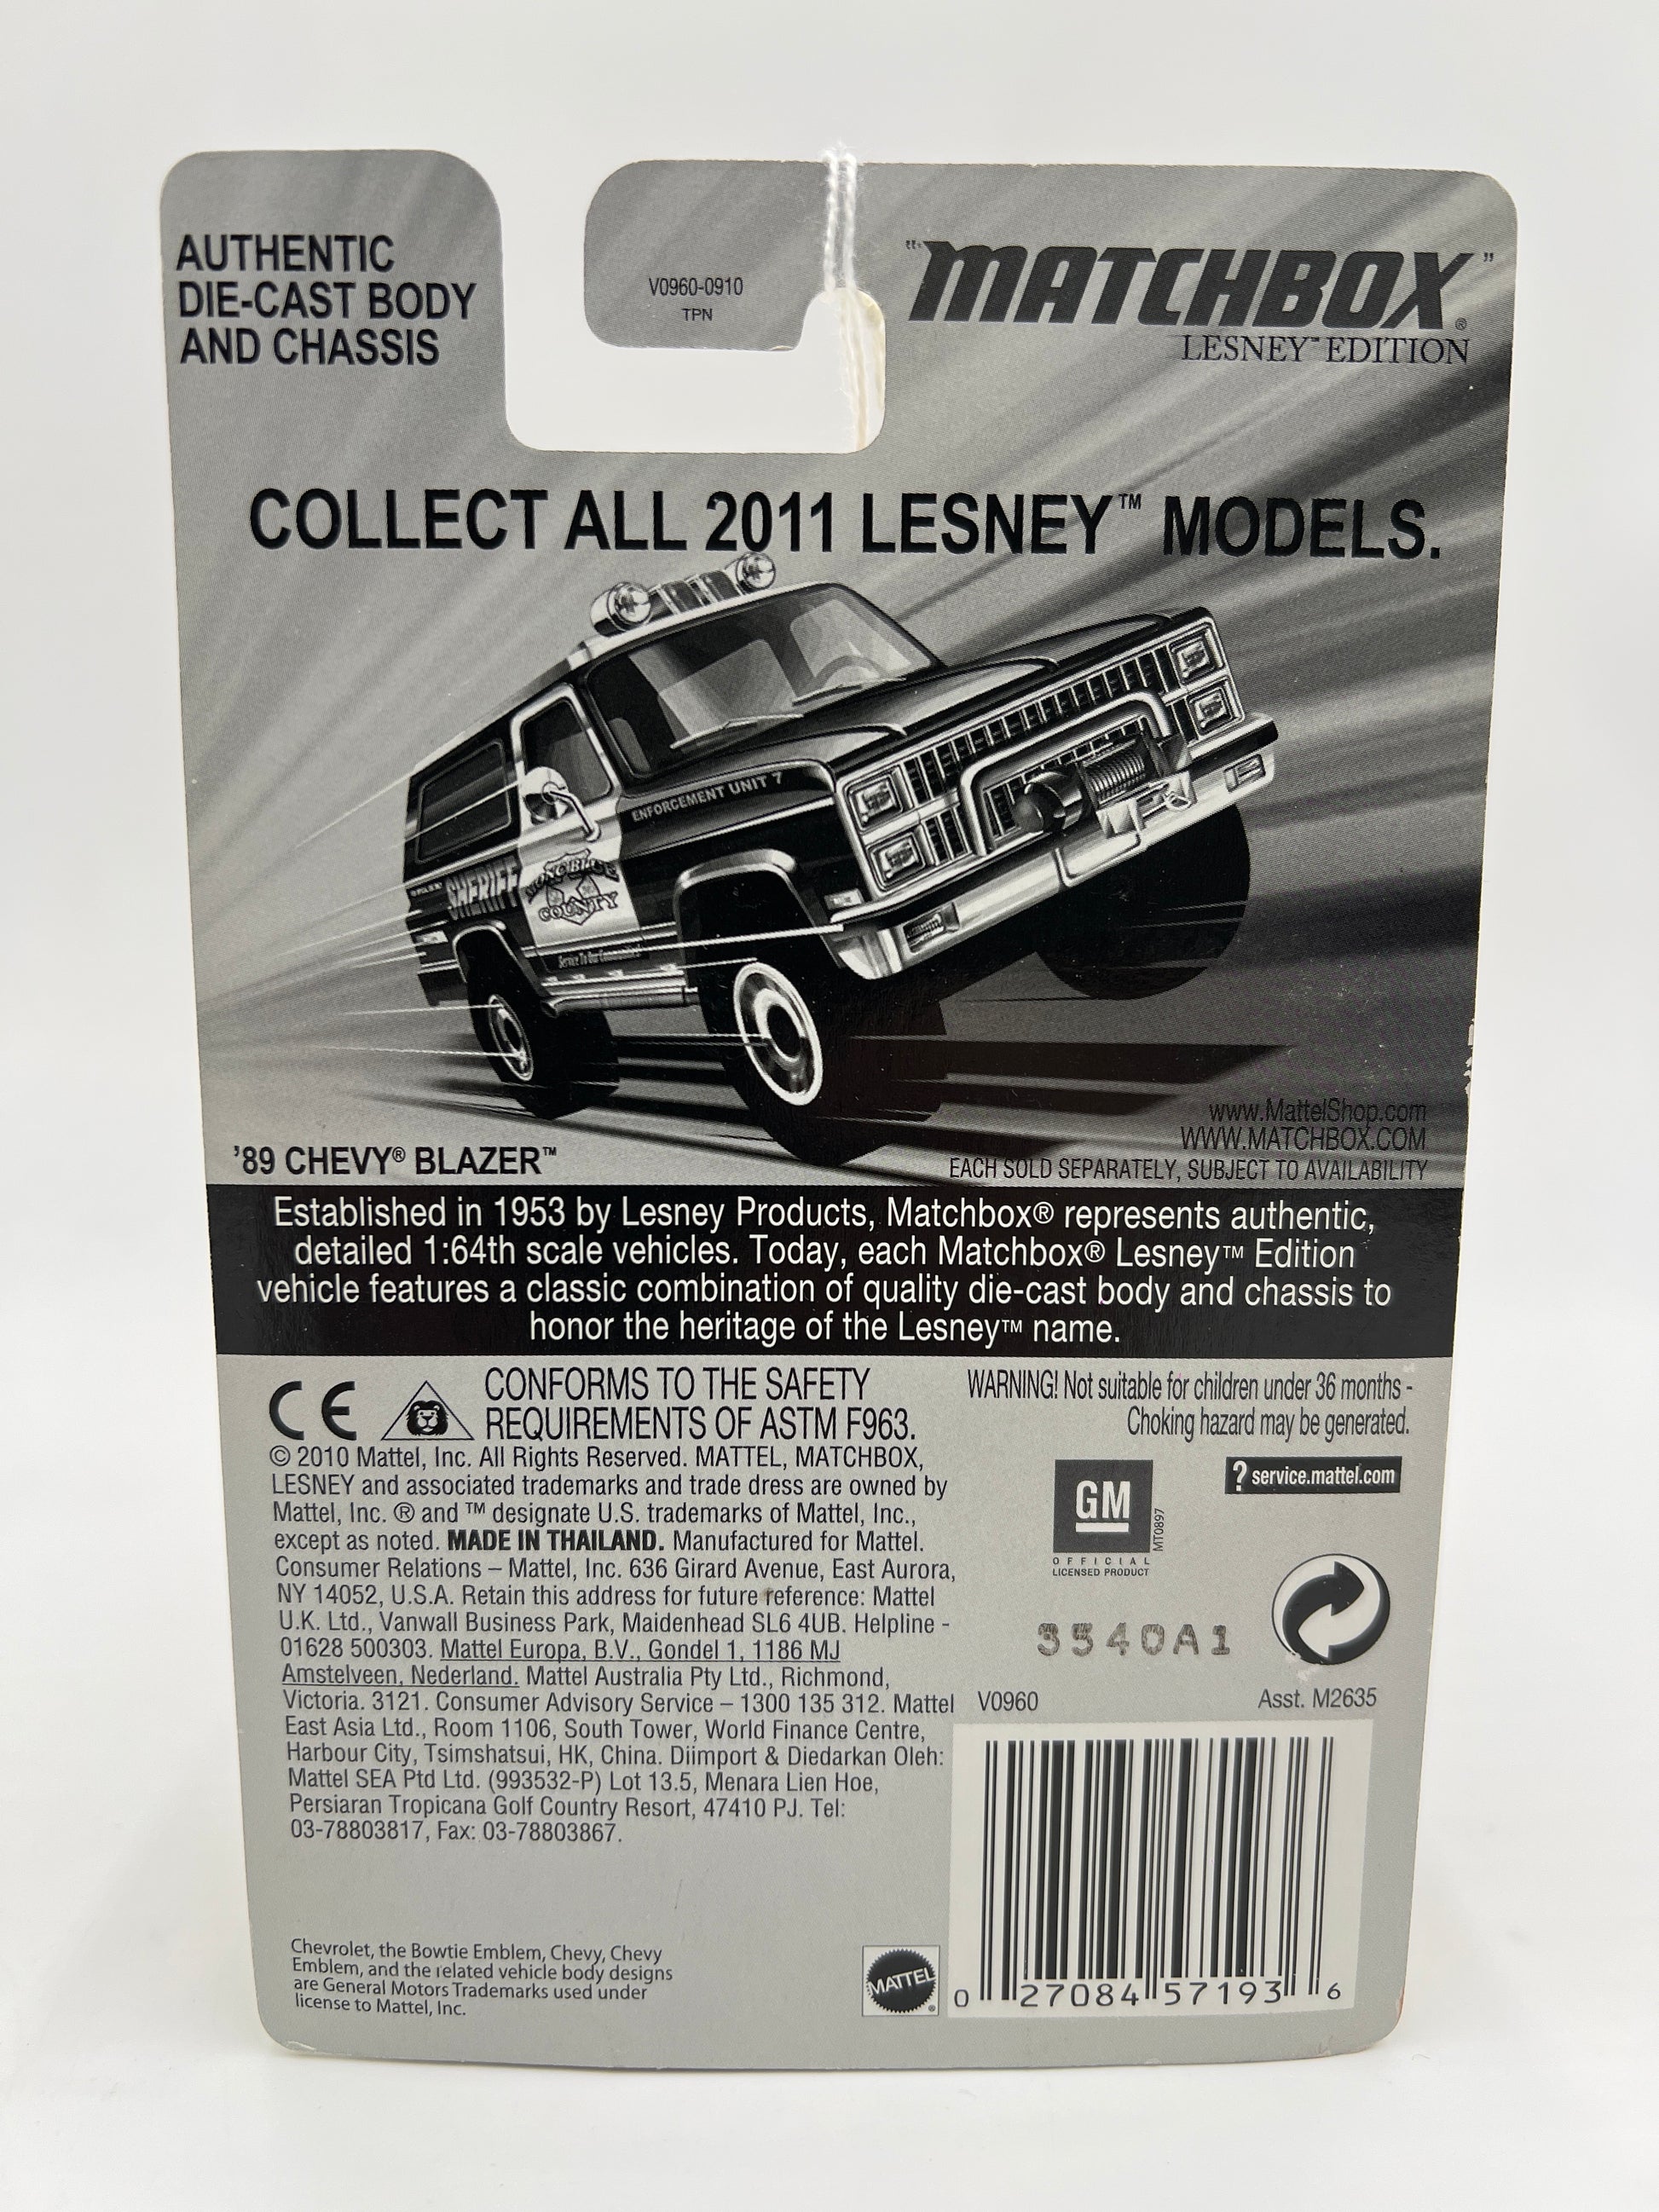 AUTHENTIC
DIE-CAST BODY
AND CHASSIS
V0960-0910
TPN
"MATCHBOX"®
LESNEY™ EDITION
COLLECT ALL 2011 LESNEY™ MODELS.
ENFORCEMENT UNIT 7
SHERIFF
COUNTY
Service To Our Communities!
www.MattelShop.com
WWW.MATCHBOX.COM
'89 CHEVY® BLAZER™
EACH SOLD SEPARATELY, SUBJECT TO AVAILABILITY
Established in 1953 by Lesney Products, Matchbox® represents authentic,
detailed 1:64th scale vehicles. Today, each Matchbox® Lesney™ Edition
vehicle features a classic combination of quality die-cast body and chassis to
honor the heritage of the Lesney™ name.
CE
CONFORMS TO THE SAFETY
REQUIREMENTS OF ASTM F963.
© 2010 Mattel, Inc. All Rights Reserved. MATTEL, MATCHBOX,
LESNEY and associated trademarks and trade dress are owned by
Mattel, Inc. ® and ™ designate U.S. trademarks of Mattel, Inc.,
except as noted. MADE IN THAILAND. Manufactured for Mattel.
Consumer Relations – Mattel, Inc. 636 Girard Avenue, East Aurora,
NY 14052, U.S.A. Retain this address for future reference: Mattel
U.K. Ltd., Vanwall Business Park, Maidenhead SL6 4UB. Helpline -
01628 500303. Mattel Europa, B.V., Gondel 1, 1186 MJ
Amstelveen, Nederland. Mattel Australia Pty Ltd., Richmond,
Victoria. 3121. Consumer Advisory Service – 1300 135 312. Mattel
East Asia Ltd., Room 1106, South Tower, World Finance Centre,
Harbour City, Tsimshatsui, HK, China. Diimport & Diedarkan Oleh:
Mattel SEA Ptd Ltd. (993532-P) Lot 13.5, Menara Lien Hoe,
Persiaran Tropicana Golf Country Resort, 47410 PJ. Tel:
03-78803817, Fax: 03-78803867.
WARNING! Not suitable for children under 36 months -
Choking hazard may be generated.
? service.mattel.com
GM
MT0897
OFFICIAL
LICENSED PRODUCT
3540A1
V0960
Asst. M2635
Chevrolet, the Bowtie Emblem, Chevy, Chevy
Emblem, and the related vehicle body designs
are General Motors Trademarks used under
license to Mattel, Inc.
MATTEL®
0 27084 57193 6